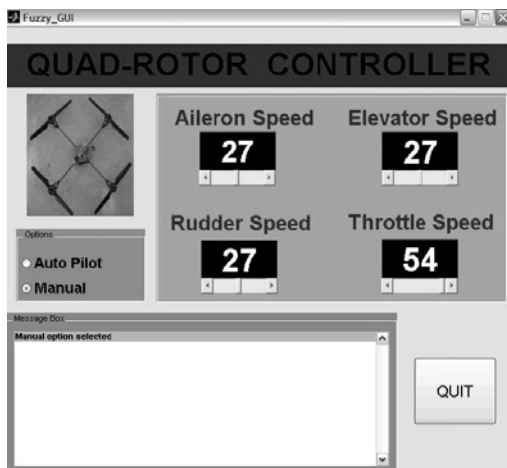 Fuzzy_GUI
QUAD-ROTOR CONTROLLER
Aileron Speed
27
Elevator Speed
27
Rudder Speed
27
Throttle Speed
54
Options
Auto Pilot
Manual
Message Box
Manual option selected
QUIT